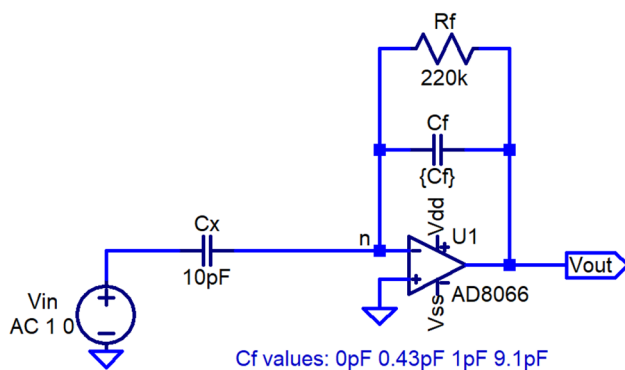 Rf
220k
Cf
{Cf}
Cx
10pF
n
Vdd
U1
Vin
AC 1 0
Vss
AD8066
Vout
Cf values: 0pF 0.43pF 1pF 9.1pF